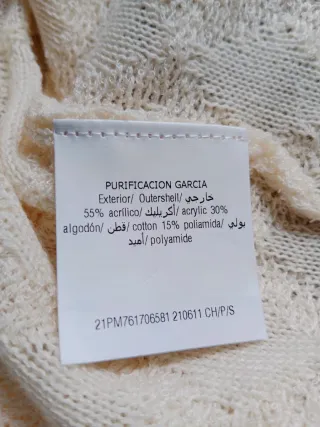 PURIFICACION GARCIA
Exterior/ Outershell/ خارجي/
55% acrílico/ أكريليك/ acrylic 30%
algodón/ قطن/ cotton 15% poliamida/ بولي
أميد/ polyamide
21PM761706581 210611 CH/P/S